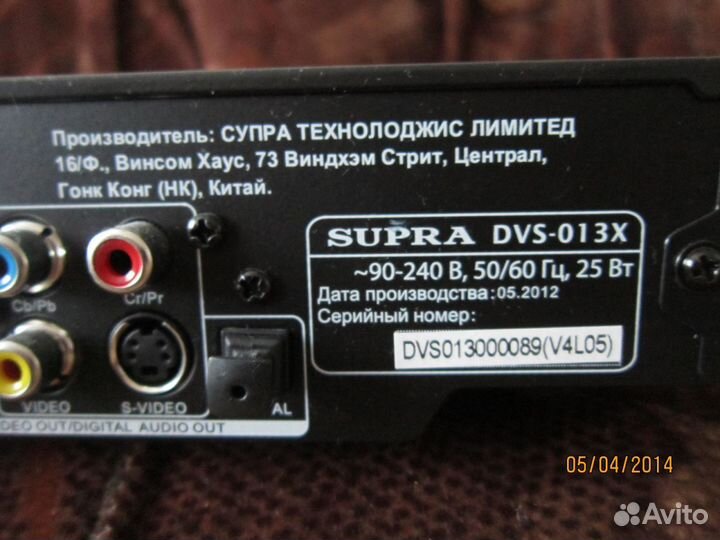 Производитель: СУПРА ТЕХНОЛОДЖИС ЛИМИТЕД
16/Ф., Винсом Хаус, 73 Виндхэм Стрит, Централ,
Гонк Конг (НК), Китай.
SUPRA DVS-013X
~90-240 В, 50/60 Гц, 25 Вт
Дата производства: 05.2012
Серийный номер:
DVS013000089(V4L05)
Cb/Pb Cr/Pr
VIDEO S-VIDEO
AL
DEO OUT/DIGITAL AUDIO OUT
05/04/2014
Avito